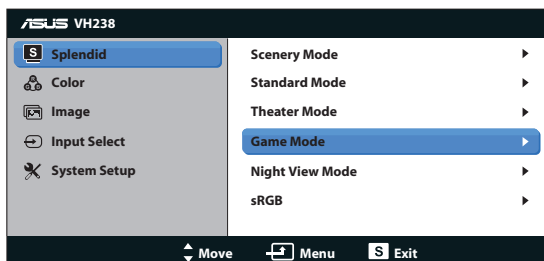 ASUS VH238
S Splendid
Color
Image
Input Select
System Setup
Scenery Mode
Standard Mode
Theater Mode
Game Mode
Night View Mode
sRGB
Move Menu S Exit